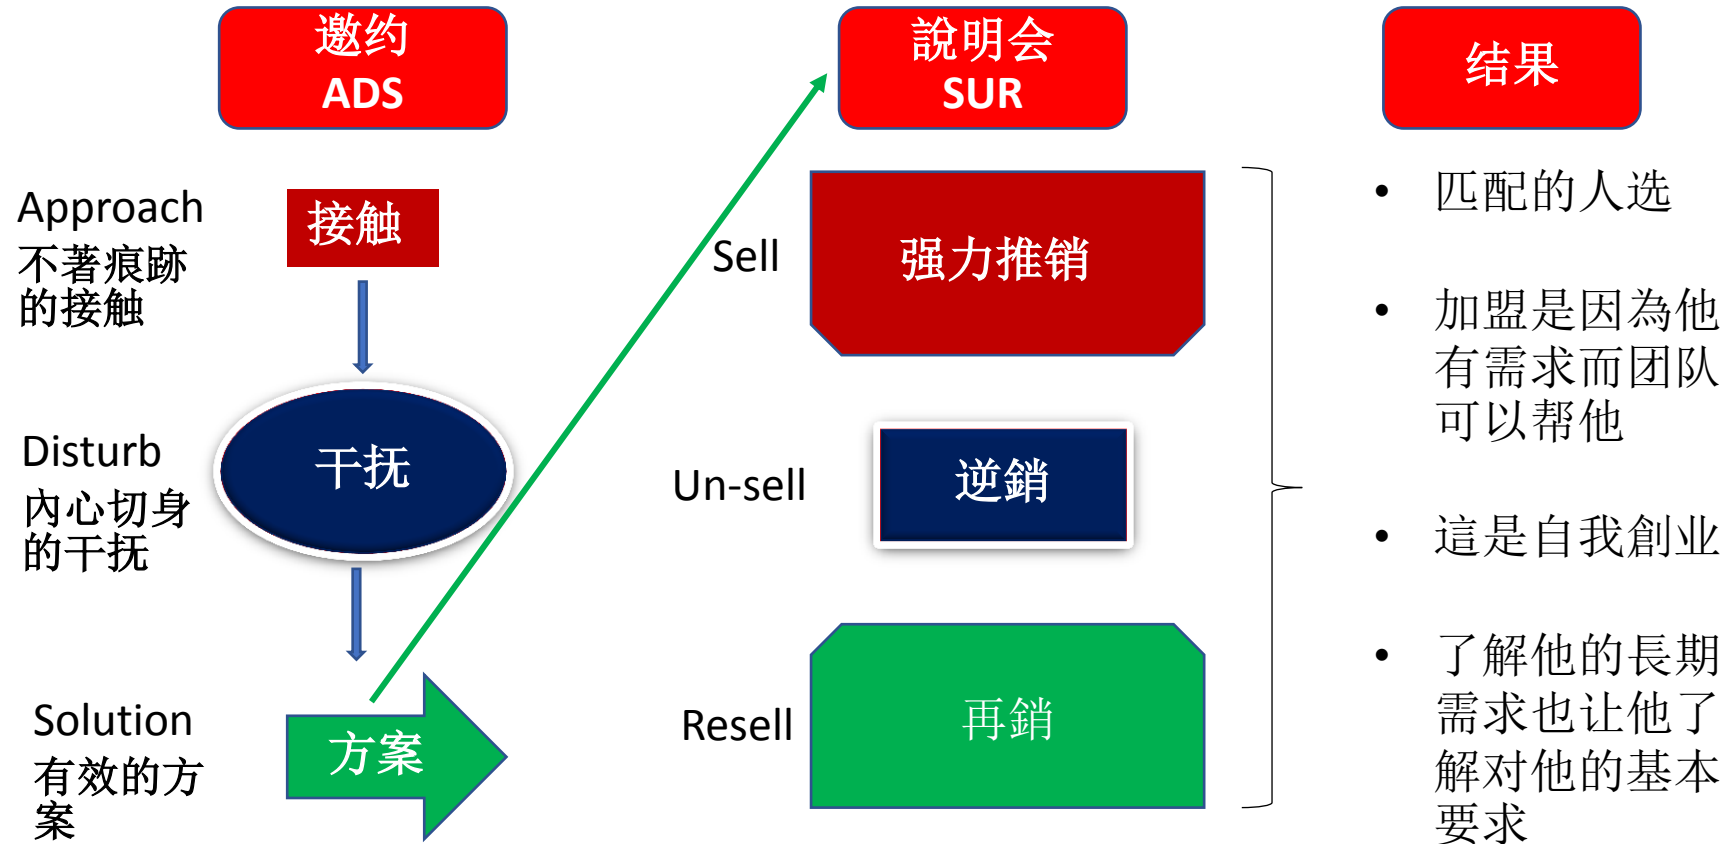 邀约
ADS
Approach
不著痕跡
的接触
接触
Disturb
內心切身
的干抚
干抚
Solution
有效的方
案
方案
說明会
SUR
Sell
强力推销
Un-sell
逆銷
Resell
再銷
结果
• 匹配的人选
• 加盟是因為他
有需求而团队
可以帮他
• 這是自我創业
• 了解他的長期
需求也让他了
解对他的基本
要求